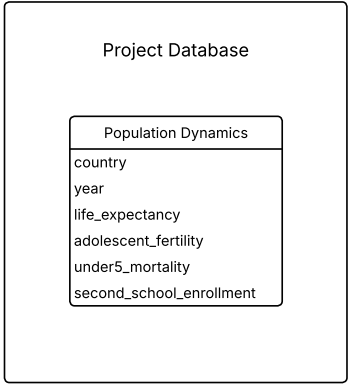 Project Database
Population Dynamics
country
year
life_expectancy
adolescent_fertility
under5_mortality
second_school_enrollment